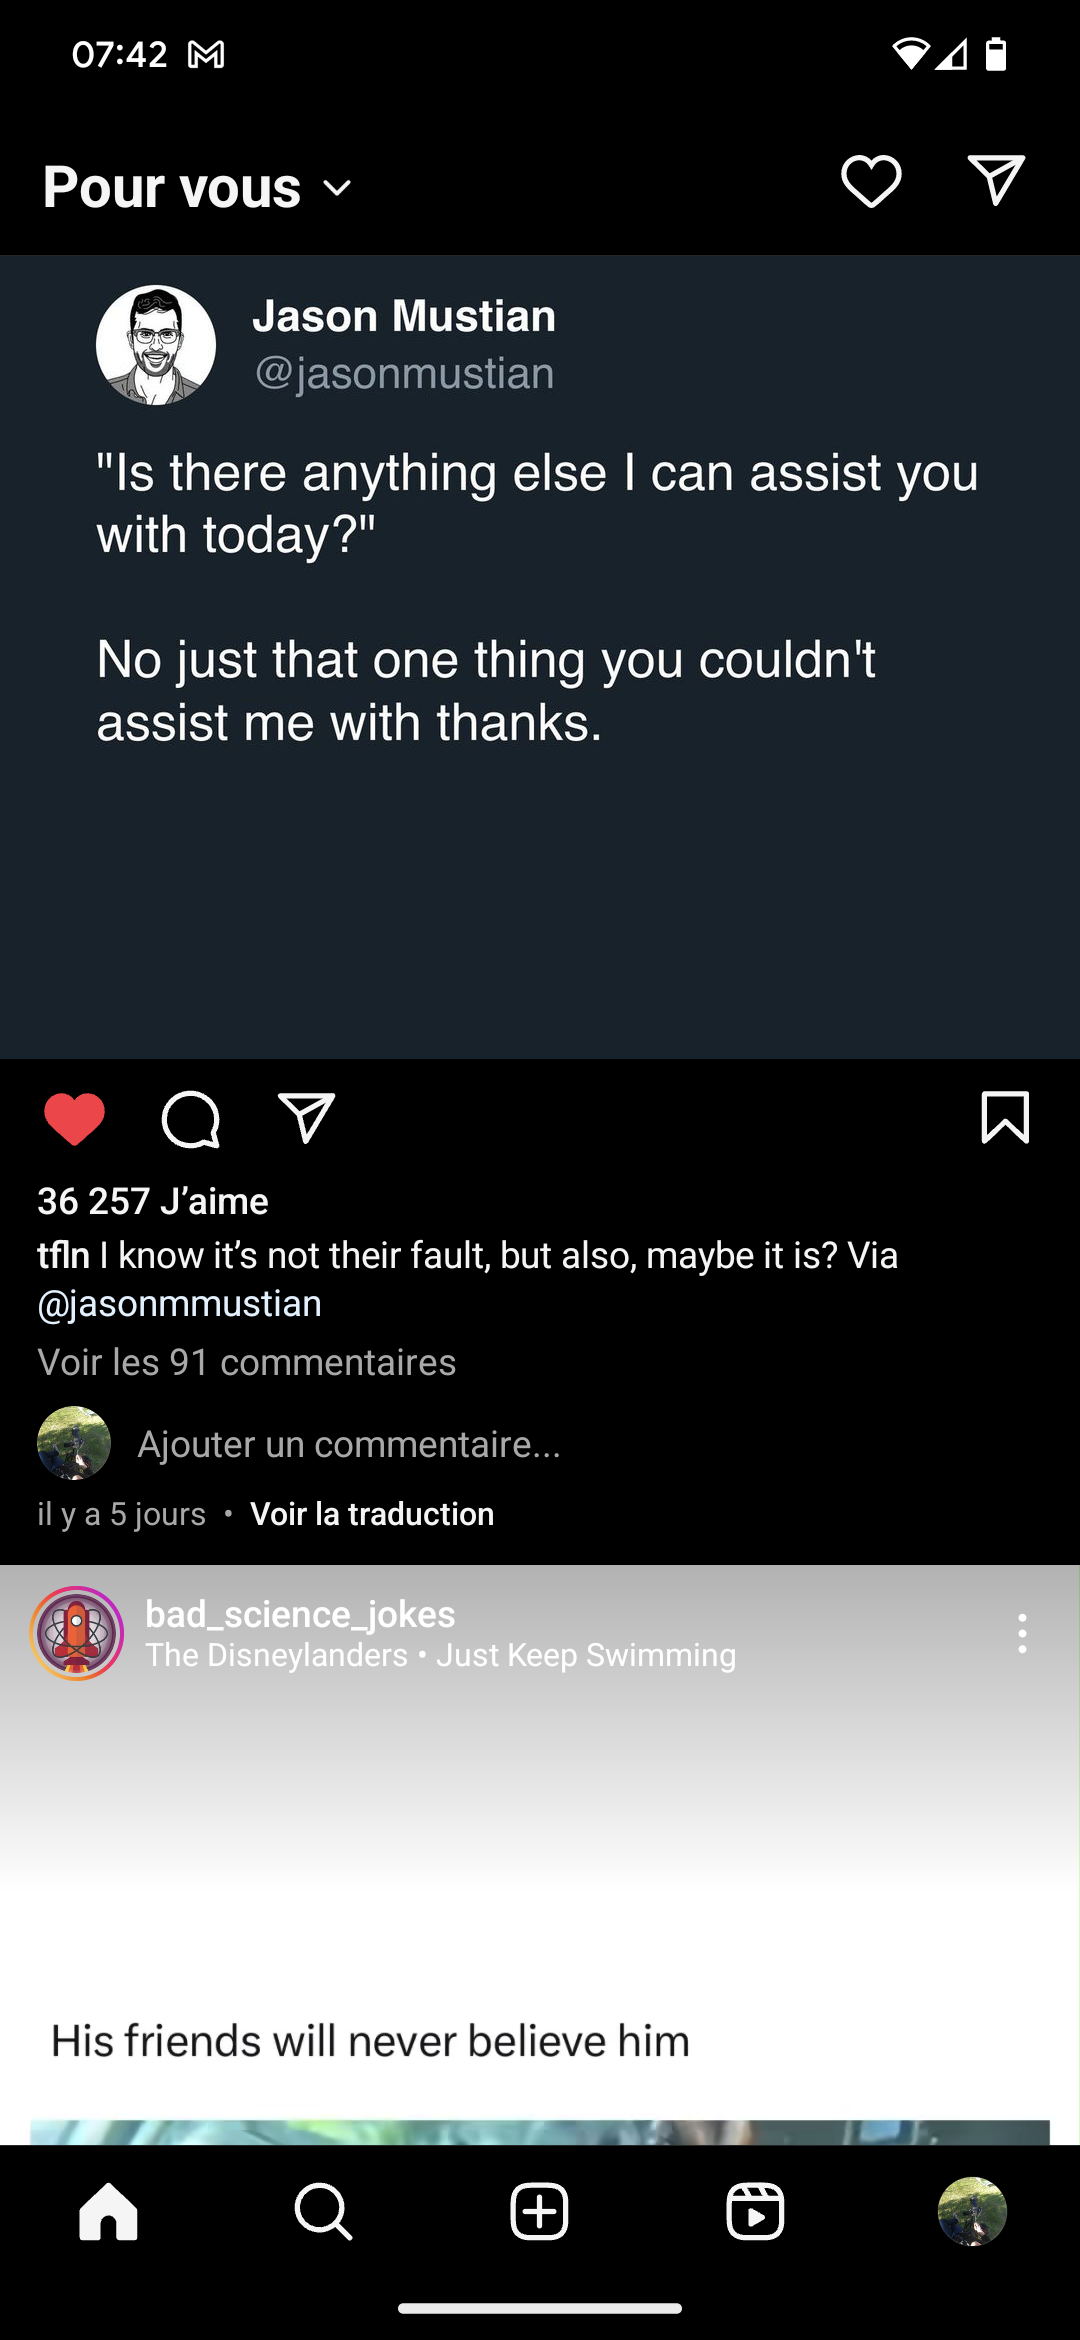 07:42
Pour vous
Jason Mustian
@jasonmustian
"Is there anything else I can assist you
with today?"
No just that one thing you couldn't
assist me with thanks.
36 257 J’aime
tfln I know it’s not their fault, but also, maybe it is? Via
@jasonmmustian
Voir les 91 commentaires
Ajouter un commentaire...
il y a 5 jours • Voir la traduction
bad_science_jokes
The Disneylanders • Just Keep Swimming
His friends will never believe him